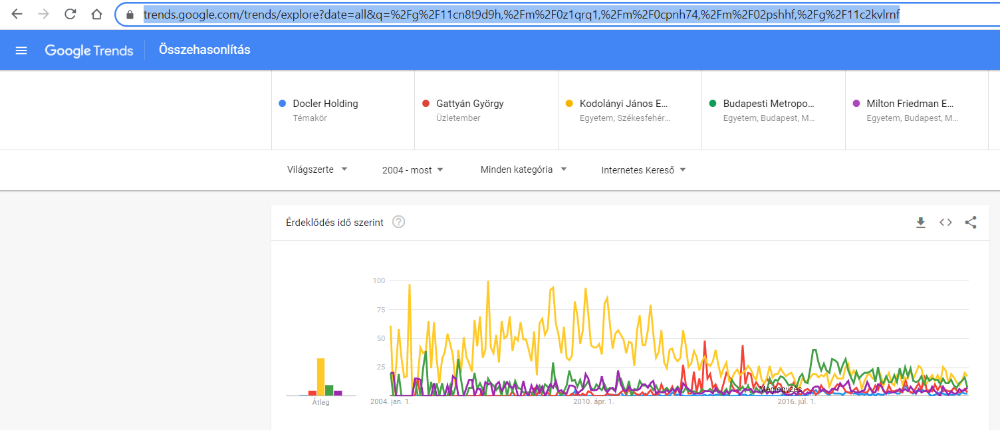 trends.google.com/trends/explore?date=all&q=%2Fg%2F11cn8t9d9h,%2Fm%2F0z1qrq1,%2Fm%2F0cpnh74,%2Fm%2F02pshhf,%2Fg%2F11c2kvlrnf
Google Trends Összehasonlítás
Docler Holding
Témakör
Gattyán György
Üzletember
Kodolányi János E...
Egyetem, Székesfehér...
Budapesti Metropo...
Egyetem, Budapest, M...
Milton Friedman E...
Egyetem, Budapest, M...
Világszerte 2004 - most Minden kategória Internetes Kereső
Érdeklődés idő szerint ?
100
75
50
25
Megjegyzés
Átlag 2004. jan. 1. 2010. ápr. 1. 2016. júl. 1.